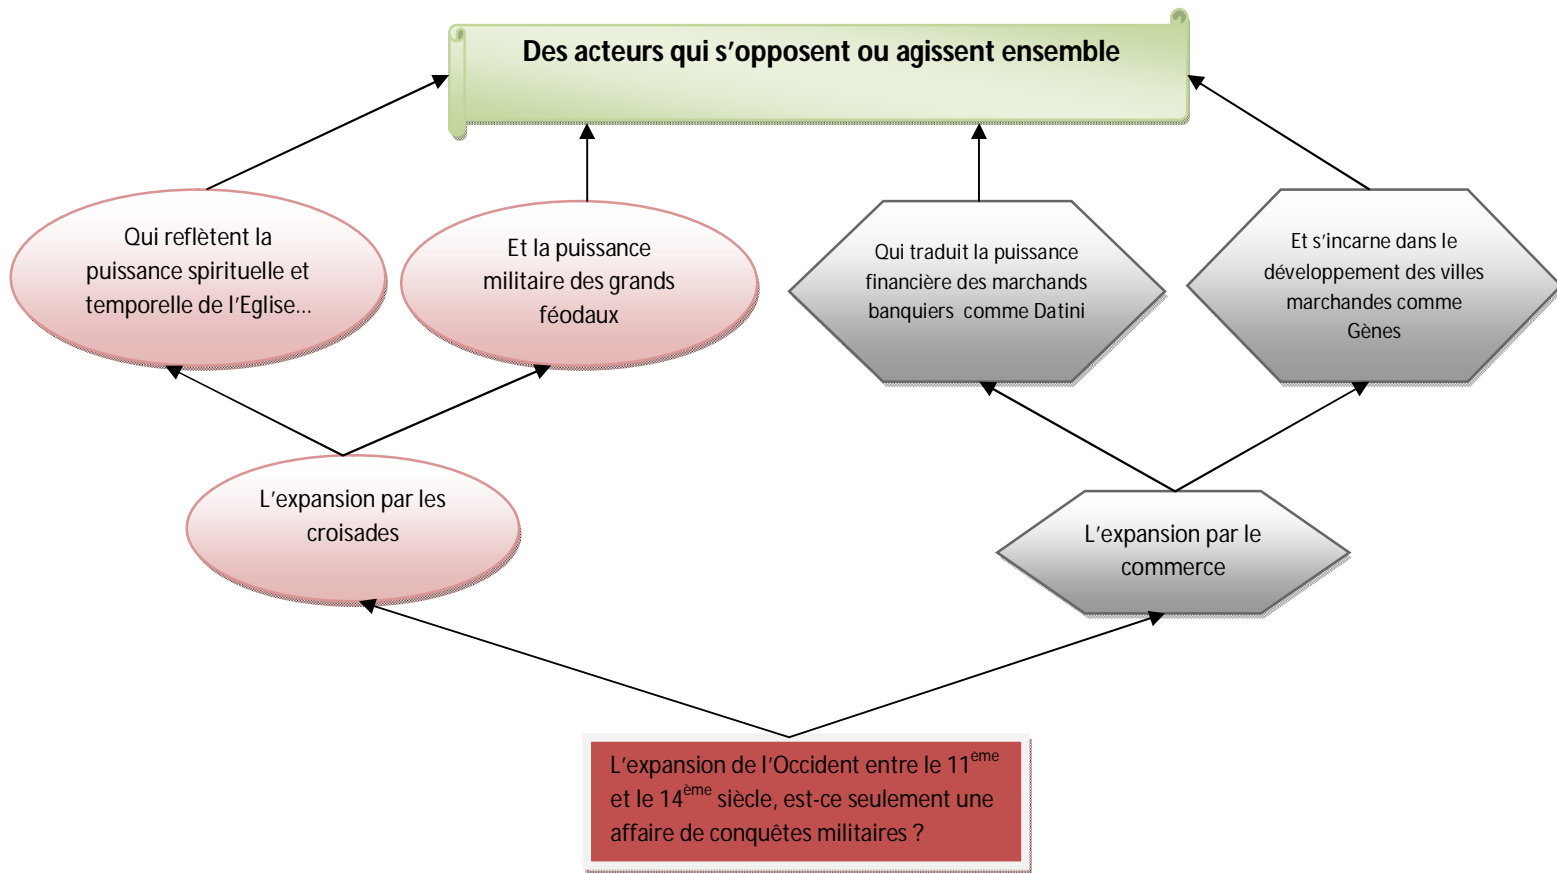 Des acteurs qui s’opposent ou agissent ensemble
Qui reflètent la
puissance spirituelle et
temporelle de l’Eglise…
Et la puissance
militaire des grands
féodaux
Qui traduit la puissance
financière des marchands
banquiers comme Datini
Et s’incarne dans le
développement des villes
marchandes comme
Gènes
L’expansion par les
croisades
L’expansion par le
commerce
L’expansion de l’Occident entre le 11ème
et le 14ème siècle, est-ce seulement une
affaire de conquêtes militaires ?